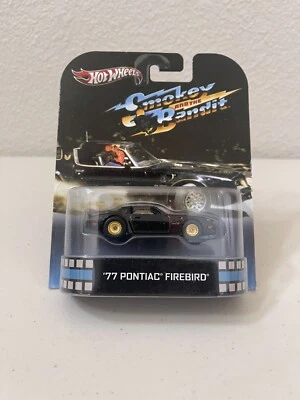 HOT WHEELS
Smokey
AND THE
Bandit
'77 PONTIAC® FIREBIRD®